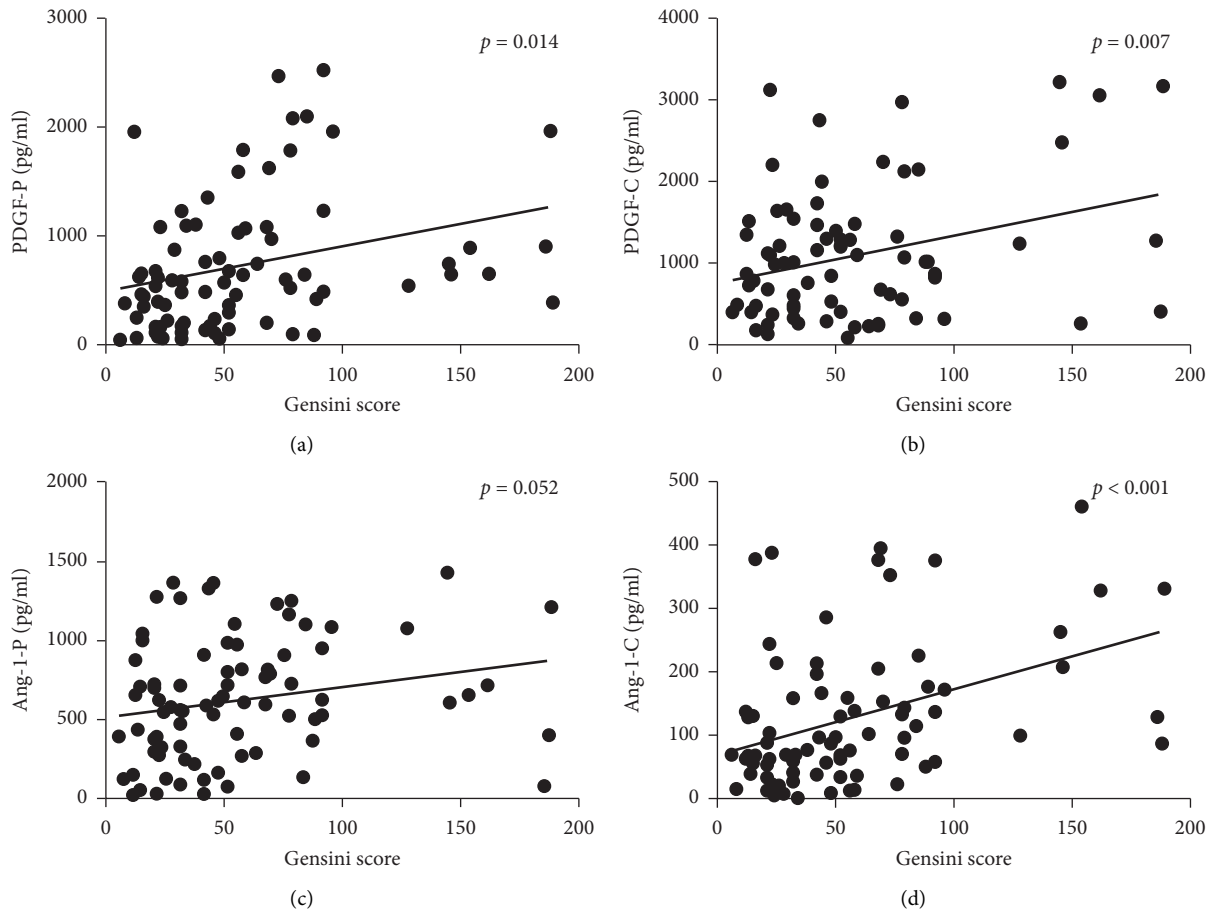 3000
2000
1000
0
PDGF-P (pg/ml)
p = 0.014
0
50
100
150
200
Gensini score
(a)
4000
3000
2000
1000
0
PDGF-C (pg/ml)
p = 0.007
0
50
100
150
200
Gensini score
(b)
2000
1500
1000
500
0
Ang-1-P (pg/ml)
p = 0.052
0
50
100
150
200
Gensini score
(c)
500
400
300
200
100
0
Ang-1-C (pg/ml)
p < 0.001
0
50
100
150
200
Gensini score
(d)